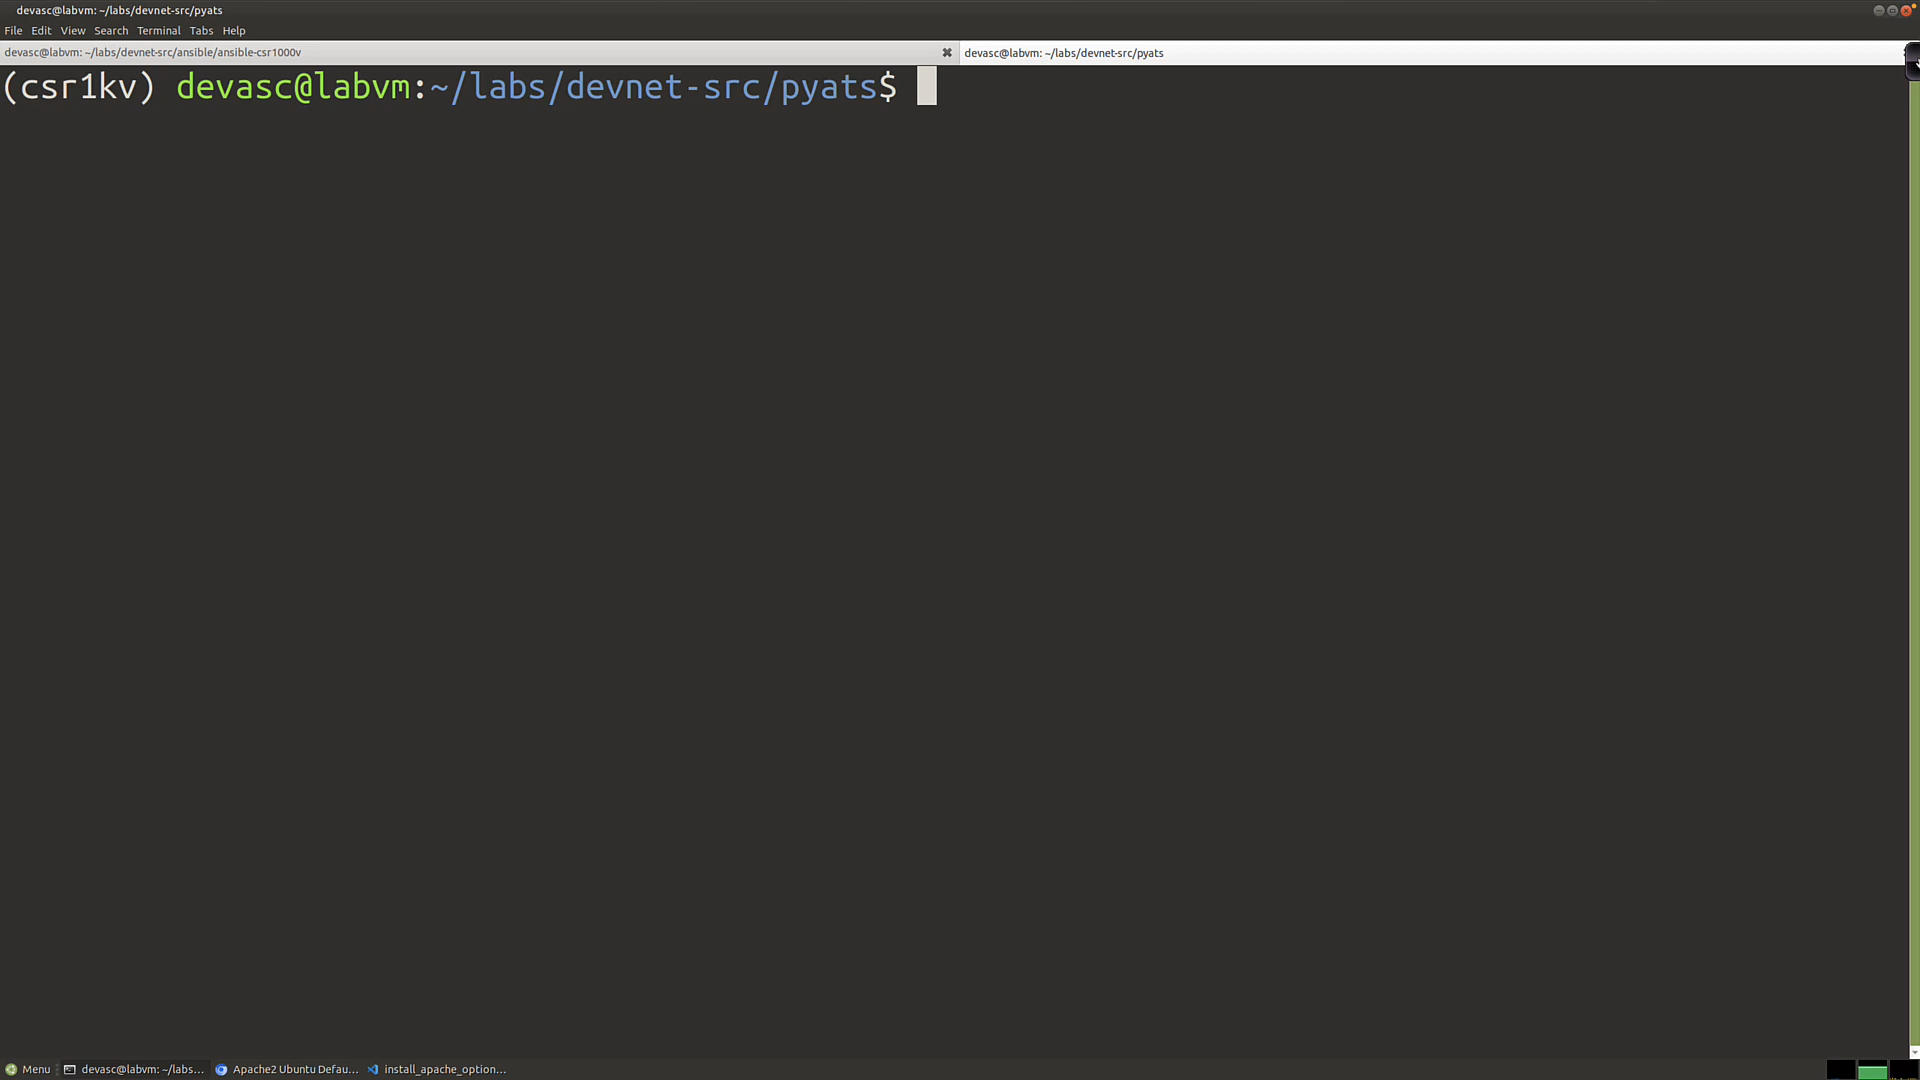 devasc@labvm: ~/labs/devnet-src/pyats
File Edit View Search Terminal Tabs Help
devasc@labvm: ~/labs/devnet-src/ansible/ansible-csr1000v
devasc@labvm: ~/labs/devnet-src/pyats
(csr1kv) devasc@labvm:~/labs/devnet-src/pyats$
Menu devasc@labvm: ~/labs... Apache2 Ubuntu Defau... install_apache_option...